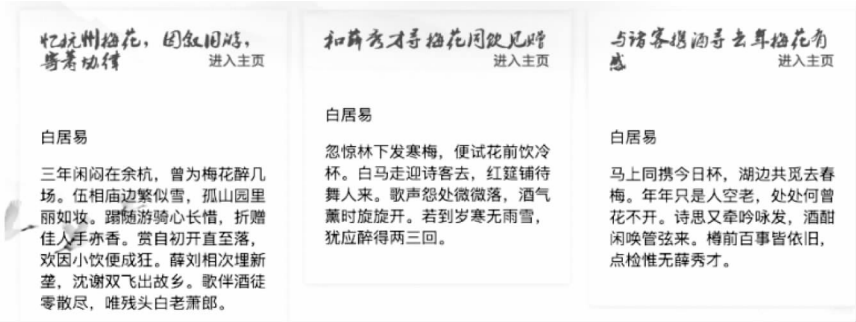 忆杭州梅花，因叙旧游，
寄萧协律
进入主页
白居易
三年闲闷在余杭，曾为梅花醉几
场。伍相庙边繁似雪，孤山园里
丽如妆。蹋随游骑心长惜，折赠
佳人手亦香。赏自初开直至落，
欢因小饮便成狂。薛刘相次埋新
垄，沈谢双飞出故乡。歌伴酒徒
零散尽，唯残头白老萧郎。
和薛秀才寻梅花同饮见赠
进入主页
白居易
忽惊林下发寒梅，便试花前饮冷
杯。白马走迎诗客去，红筵铺待
舞人来。歌声怨处微微落，酒气
薰时旋旋开。若到岁寒无雨雪，
犹应醉得两三回。
与诸客携酒寻去年梅花有
感
进入主页
白居易
马上同携今日杯，湖边共觅去春
梅。年年只是人空老，处处何曾
花不开。诗思又牵吟咏发，酒酣
闲唤管弦来。樽前百事皆依旧，
点检惟无薛秀才。